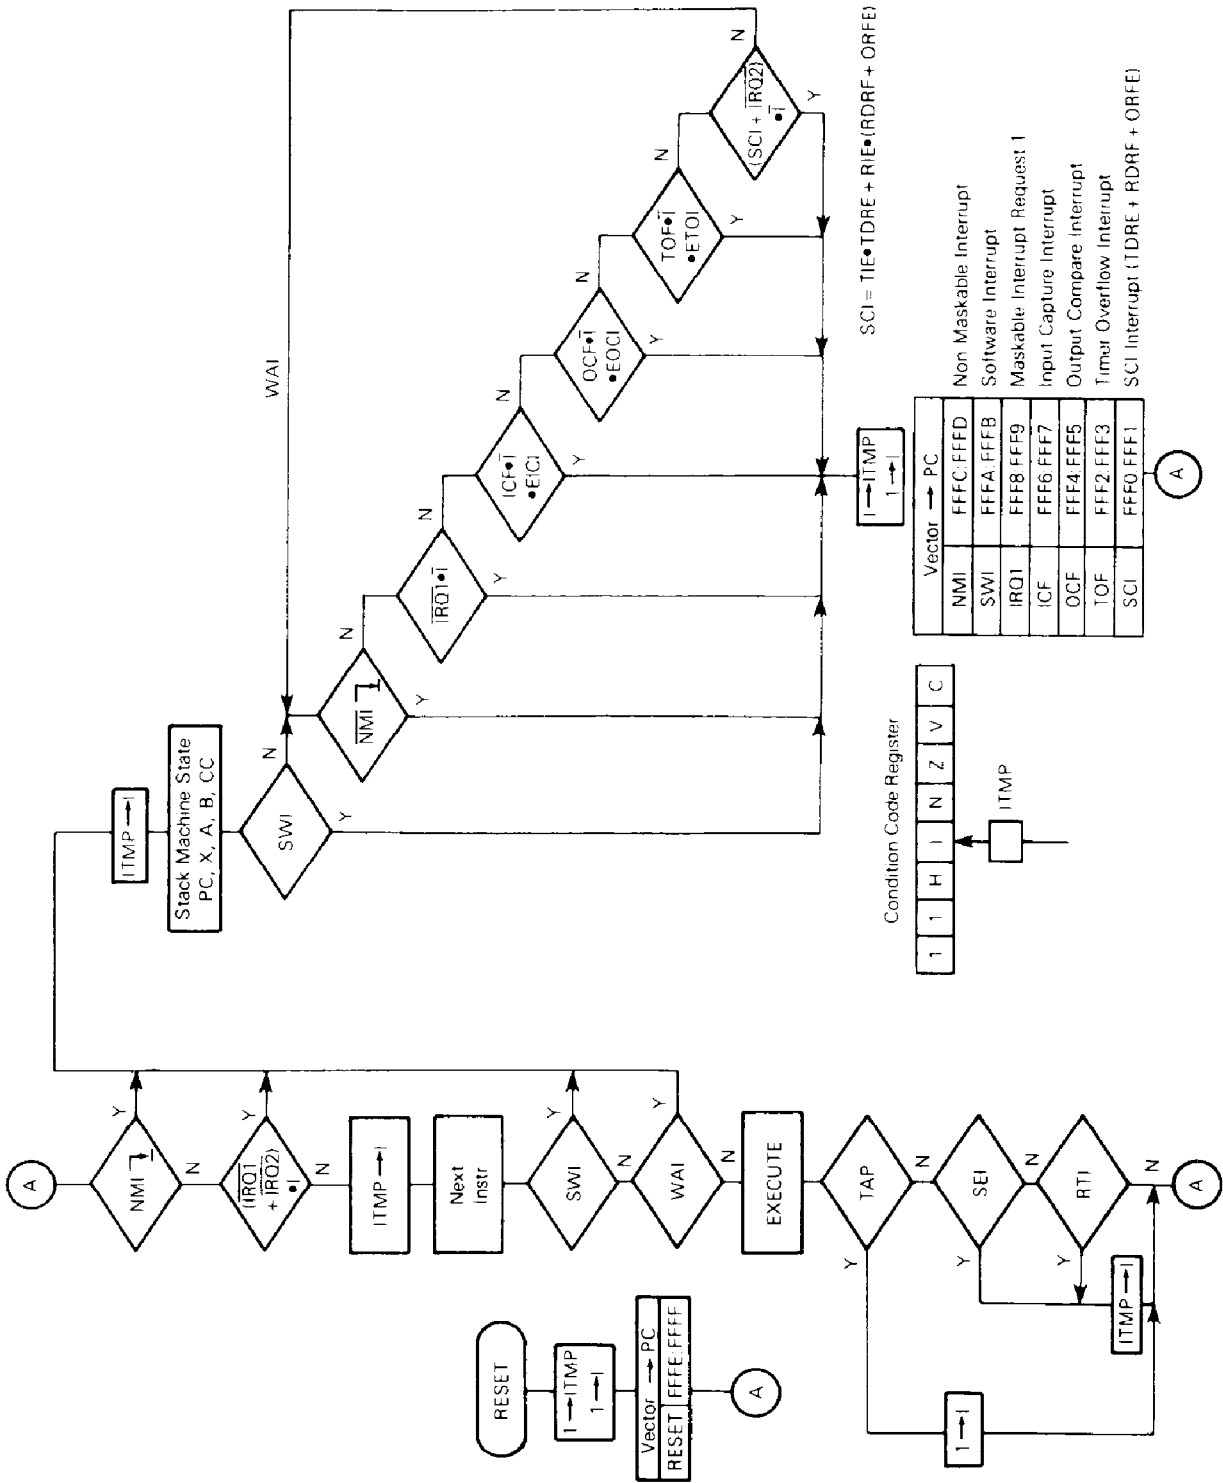 RESET
1→ITMP
1→I
Vector → PC
RESET FFFE:FFFF
A
A
NMI
Y
N
(IRQ1
+ IRQ2)
•I
Y
N
ITMP→I
Next
Instr
SWI
Y
N
WAI
Y
N
EXECUTE
TAP
Y
N
SEI
Y
N
RTI
Y
N
1→I
ITMP→I
A
ITMP→I
Stack Machine State
PC, X, A, B, CC
SWI
N
Y
WAI
NMI
N
Y
IRQ1•I
N
Y
ICF•I
•EICI
N
Y
OCF•I
•EOCI
N
Y
TOF•I
•ETOI
N
Y
(SCI + IRQ2)
•I
N
Y
I→ITMP
1→I
SCI = TIE•TDRE + RIE•(RDRF + ORFE)
Condition Code Register
1 1 H I N Z V C
ITMP
Vector → PC
NMI FFFC:FFFD Non Maskable Interrupt
SWI FFFA:FFFB Software Interrupt
IRQ1 FFF8:FFF9 Maskable Interrupt Request 1
ICF FFF6:FFF7 Input Capture Interrupt
OCF FFF4:FFF5 Output Compare Interrupt
TOF FFF2:FFF3 Timer Overflow Interrupt
SCI FFF0:FFF1 SCI Interrupt (TDRE + RDRF + ORFE)
A